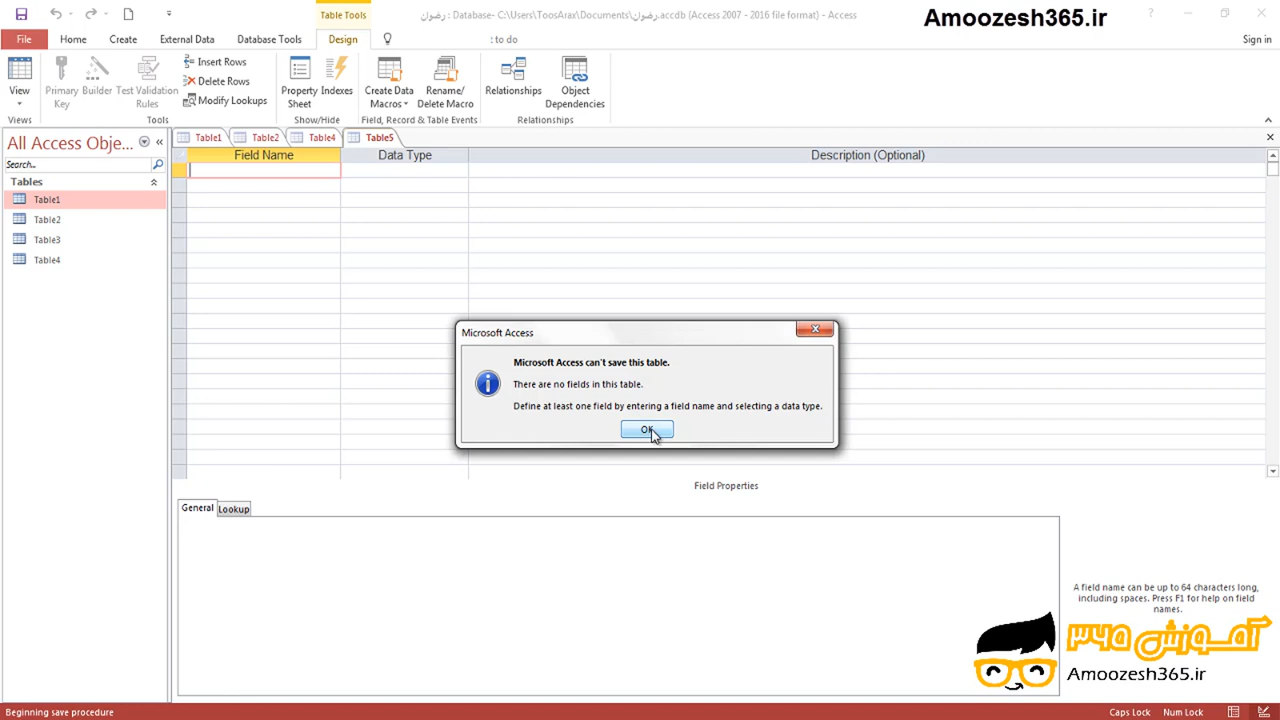 Table Tools
رضوان : Database- C:\Users\ToosArax\Documents\رضوان.accdb (Access 2007 - 2016 file format) - Access
Amoozesh365.ir
?
File
Home
Create
External Data
Database Tools
Design
: to do
Sign in
View
Primary Key
Builder
Test Validation Rules
Insert Rows
Delete Rows
Modify Lookups
Property Sheet
Indexes
Create Data Macros
Rename/ Delete Macro
Relationships
Object Dependencies
Views
Tools
Show/Hide
Field, Record & Table Events
Relationships
All Access Obje...
Search...
Tables
Table1
Table2
Table3
Table4
Table1
Table2
Table4
Table5
Field Name
Data Type
Description (Optional)
Microsoft Access
Microsoft Access can't save this table.
There are no fields in this table.
Define at least one field by entering a field name and selecting a data type.
OK
Field Properties
General
Lookup
A field name can be up to 64 characters long,
including spaces. Press F1 for help on field
names.
آموزش ۳۶۵
Amoozesh365.ir
Beginning save procedure
Caps Lock
Num Lock